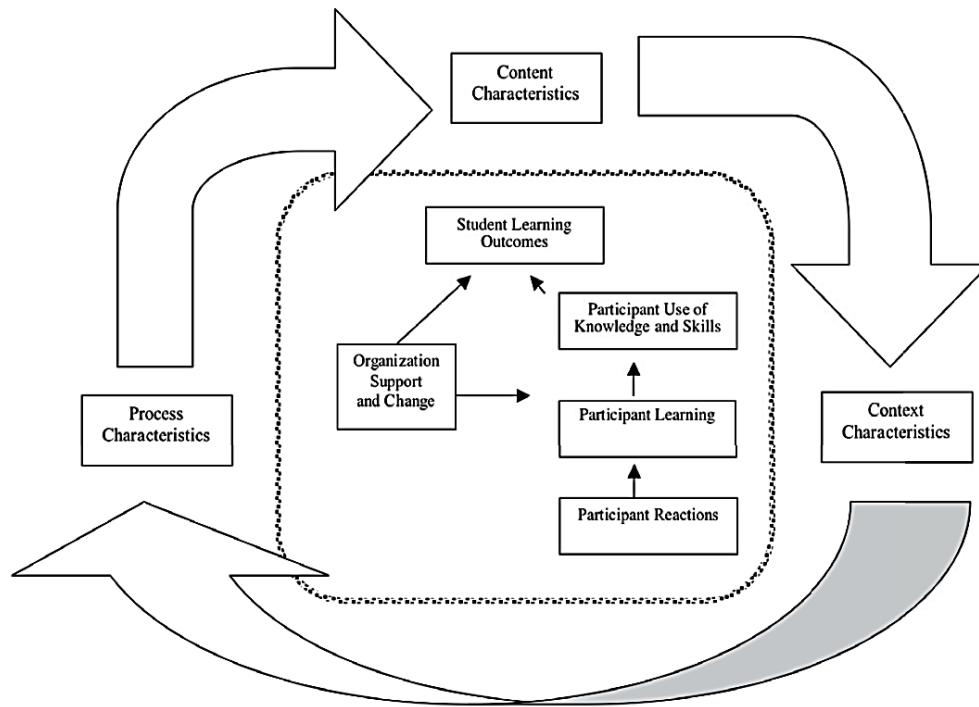 Content
Characteristics
Student Learning
Outcomes
Participant Use of
Knowledge and Skills
Organization
Support
and Change
Process
Characteristics
Participant Learning
Context
Characteristics
Participant Reactions